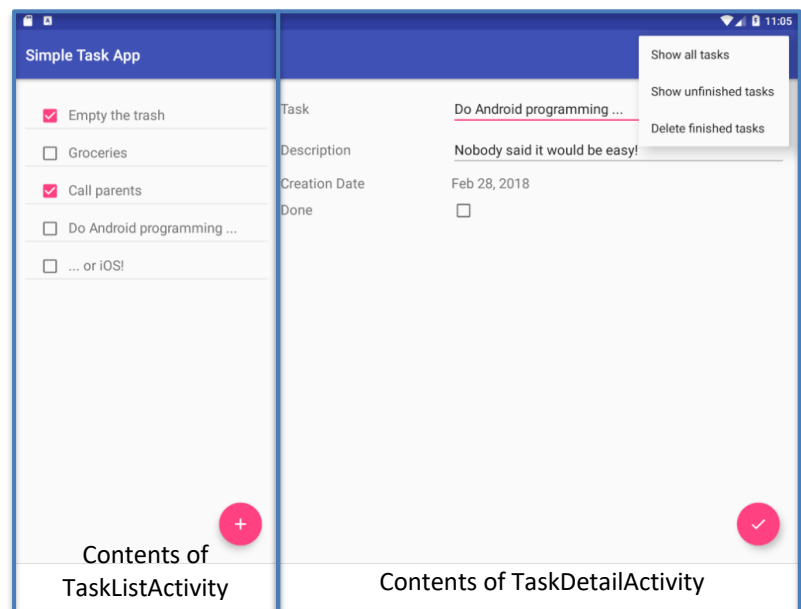 11:05
Simple Task App
Show all tasks
Show unfinished tasks
Delete finished tasks
Empty the trash
Groceries
Call parents
Do Android programming ...
... or iOS!
Task
Do Android programming ...
Description
Nobody said it would be easy!
Creation Date
Feb 28, 2018
Done
Contents of
TaskListActivity
Contents of TaskDetailActivity